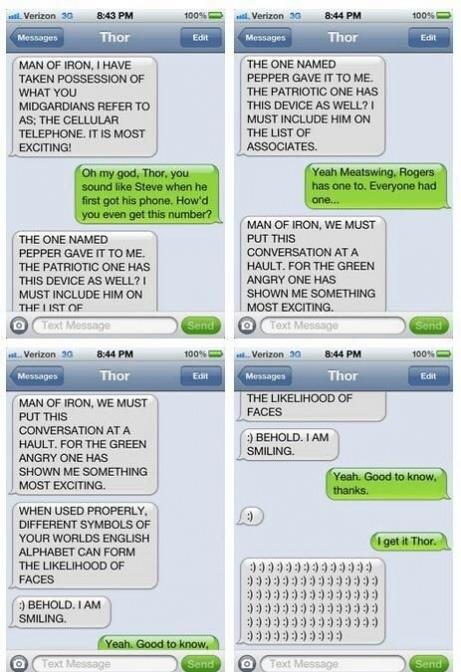 Verizon 3G 8:43 PM 100%
Messages Thor Edit
MAN OF IRON, I HAVE
TAKEN POSSESSION OF
WHAT YOU
MIDGARDIANS REFER TO
AS; THE CELLULAR
TELEPHONE. IT IS MOST
EXCITING!
Oh my god, Thor, you
sound like Steve when he
first got his phone. How'd
you even get this number?
THE ONE NAMED
PEPPER GAVE IT TO ME.
THE PATRIOTIC ONE HAS
THIS DEVICE AS WELL? I
MUST INCLUDE HIM ON
THE LIST OF
Text Message Send
Verizon 3G 8:44 PM 100%
Messages Thor Edit
THE ONE NAMED
PEPPER GAVE IT TO ME.
THE PATRIOTIC ONE HAS
THIS DEVICE AS WELL? I
MUST INCLUDE HIM ON
THE LIST OF
ASSOCIATES.
Yeah Meatswing, Rogers
has one to. Everyone had
one...
MAN OF IRON, WE MUST
PUT THIS
CONVERSATION AT A
HAULT. FOR THE GREEN
ANGRY ONE HAS
SHOWN ME SOMETHING
MOST EXCITING.
Text Message Send
Verizon 3G 8:44 PM 100%
Messages Thor Edit
MAN OF IRON, WE MUST
PUT THIS
CONVERSATION AT A
HAULT. FOR THE GREEN
ANGRY ONE HAS
SHOWN ME SOMETHING
MOST EXCITING.
WHEN USED PROPERLY,
DIFFERENT SYMBOLS OF
YOUR WORLDS ENGLISH
ALPHABET CAN FORM
THE LIKELIHOOD OF
FACES
:) BEHOLD. I AM
SMILING.
Yeah. Good to know,
Text Message Send
Verizon 3G 8:44 PM 100%
Messages Thor Edit
THE LIKELIHOOD OF
FACES
:) BEHOLD. I AM
SMILING.
Yeah. Good to know,
thanks.
:)
I get it Thor.
:):):):):):):):):):):):):):)
:):):):):):):):):):):):):):):)
:):):):):):):):):):):):):):):)
:):):):):):):):):):):):):):):)
:):):):):):):):):):):):):):):)
:):):):):):):):):):):)
Text Message Send